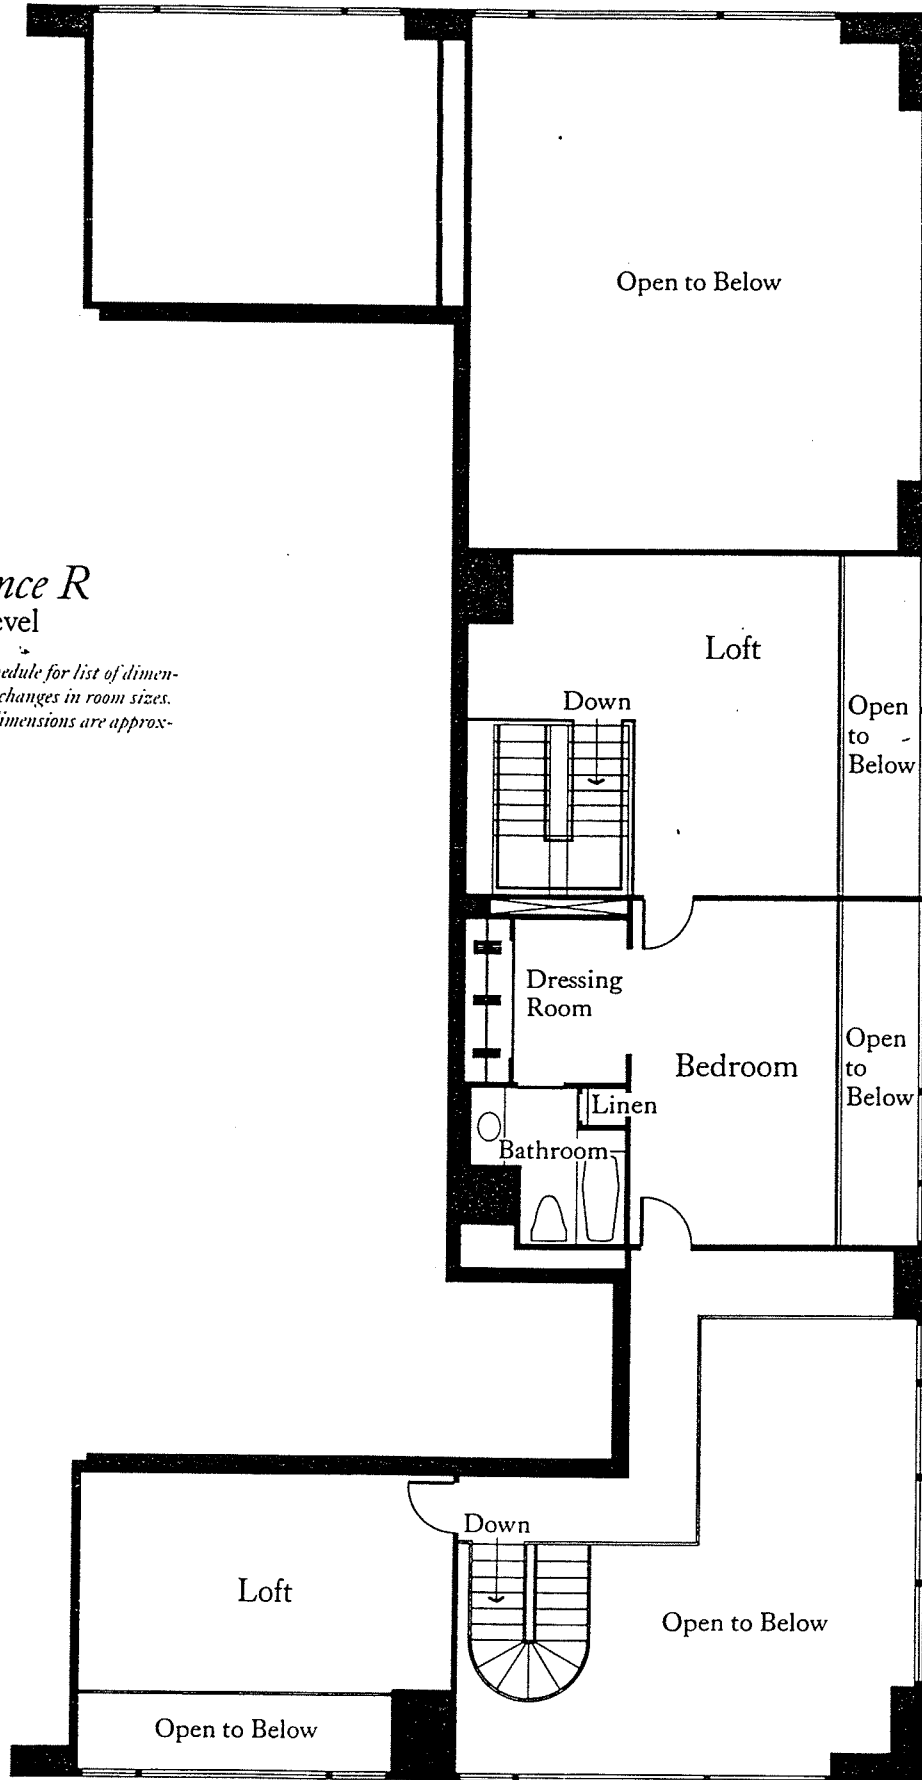 Open to Below
nce R
evel
edule for list of dimen-
changes in room sizes.
imensions are approx-
Loft
Down
Open
to
Below
Dressing
Room
Bedroom
Open
to
Below
Linen
Bathroom
Down
Loft
Open to Below
Open to Below